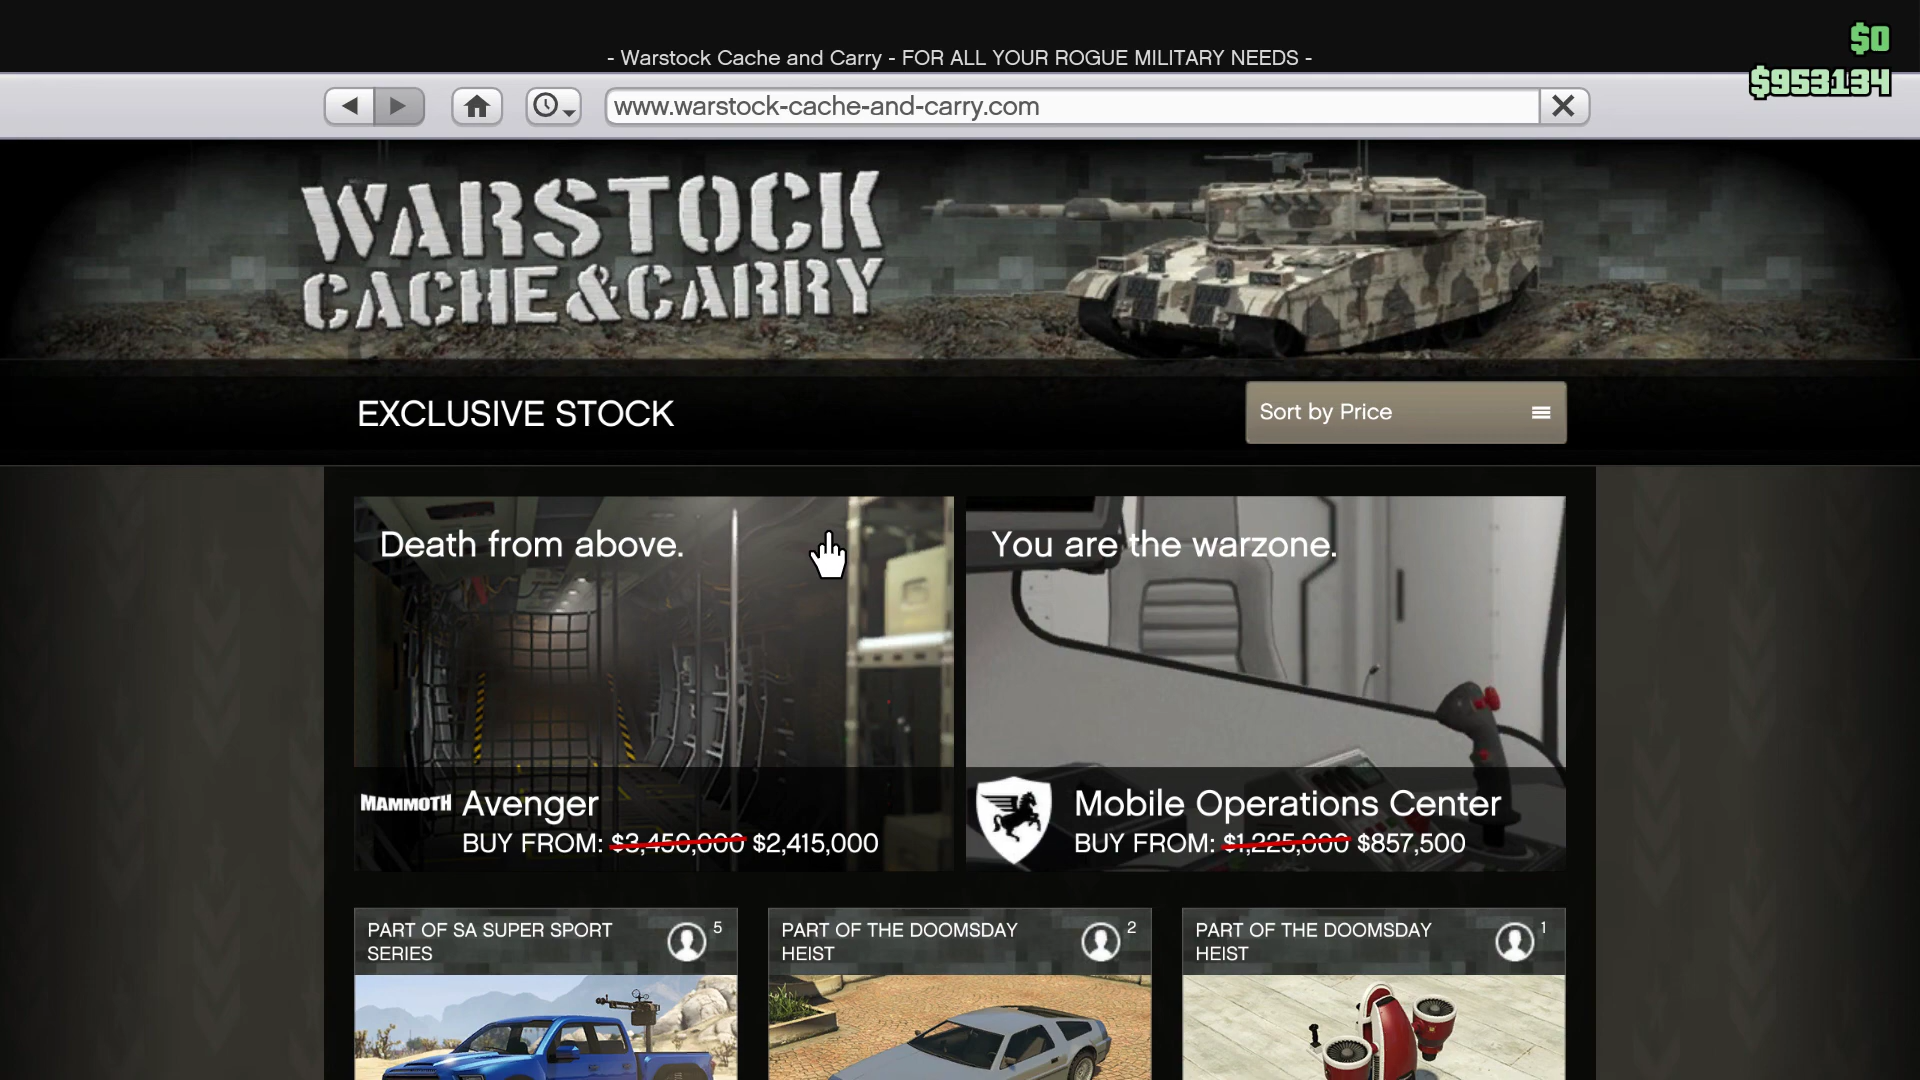 - Warstock Cache and Carry - FOR ALL YOUR ROGUE MILITARY NEEDS -
$0
$953134
www.warstock-cache-and-carry.com
WARSTOCK
CACHE&CARRY
EXCLUSIVE STOCK
Sort by Price
Death from above.
MAMMOTH Avenger
BUY FROM: $3,450,000 $2,415,000
You are the warzone.
Mobile Operations Center
BUY FROM: $1,225,000 $857,500
PART OF SA SUPER SPORT
SERIES
5
PART OF THE DOOMSDAY
HEIST
2
PART OF THE DOOMSDAY
HEIST
1